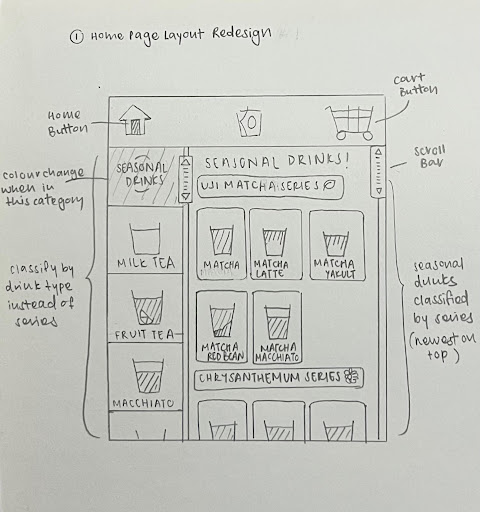 ① Home Page Layout Redesign
Home
Button
cart
Button
scroll
Bar
colour change
when in
this category
classify by
drink type
instead of
series
SEASONAL
DRINKS
MILK TEA
FRUIT TEA
MACCHIATO
SEASONAL DRINKS!
UJI MATCHA SERIES
MATCHA
MATCHA
LATTE
MATCHA
YAKULT
MATCHA
RED BEAN
MATCHA
MACCHIATO
CHRYSANTHEMUM SERIES
seasonal
drinks
classified
by series
(newest on
top)